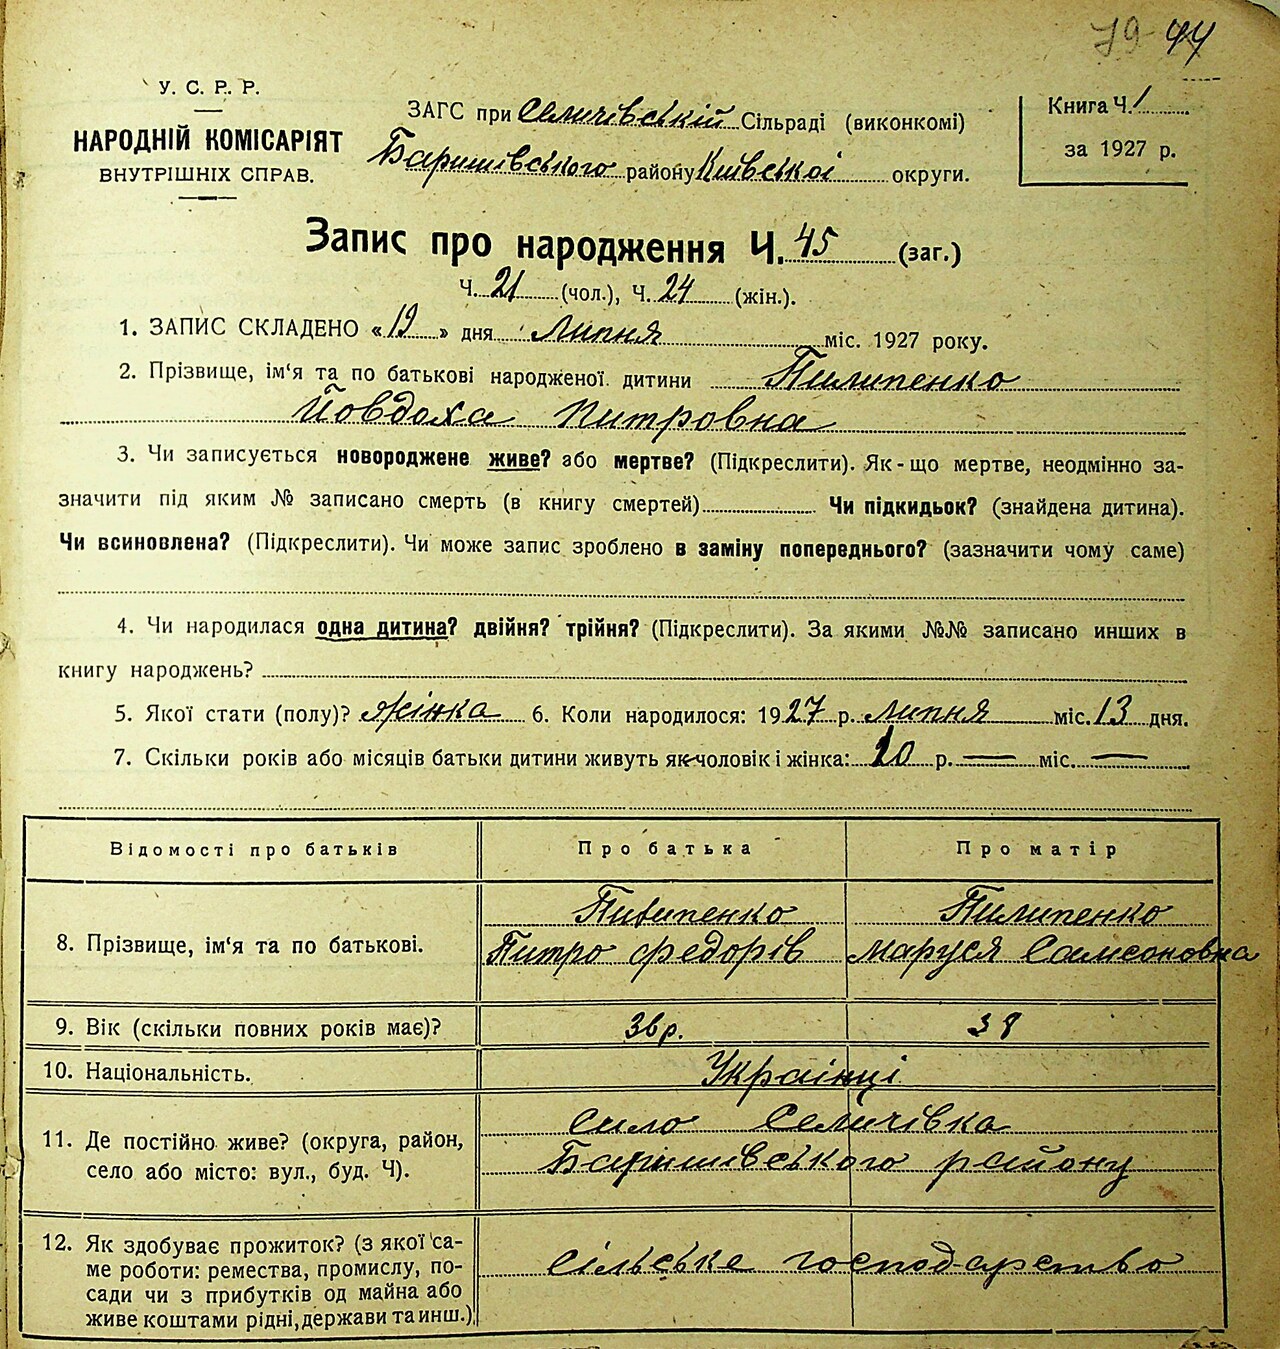 79 44
У. С. Р. Р.
НАРОДНІЙ КОМІСАРІЯТ
ВНУТРІШНІХ СПРАВ.
ЗАГС при Селичівській Сільраді (виконкомі)
Баришівського району Київської округи.
Книга Ч. 1
за 1927 р.
Запис про народження Ч. 45 (заг.)
Ч. 21 (чол.), Ч. 24 (жін.).
1. ЗАПИС СКЛАДЕНО «19» дня Липня міс. 1927 року.
2. Прізвище, ім‘я та по батькові народженої дитини Пилипенко
Йовдоха Питровна
3. Чи записується новороджене живе? або мертве? (Підкреслити). Як-що мертве, неодмінно за-
значити під яким № записано смерть (в книгу смертей) Чи підкидьок? (знайдена дитина).
Чи всиновлена? (Підкреслити). Чи може запис зроблено в заміну попереднього? (зазначити чому саме)
4. Чи народилася одна дитина? двійня? трійня? (Підкреслити). За якими №№ записано инших в
книгу народжень?
5. Якої стати (полу)? жінка 6. Коли народилося: 1927 р. липня міс. 13 дня.
7. Скільки років або місяців батьки дитини живуть як чоловік і жінка: 10 р. — міс. —
Відомості про батьків Про батька Про матір
8. Прізвище, ім‘я та по батькові.
Пилипенко
Питро Федорів
Пилипенко
Маруся Самсоновна
9. Вік (скільки повних років має)? 36 р. 38
10. Національність. Українці
11. Де постійно живе? (округа, район,
село або місто: вул., буд. Ч).
сило Селичівка
Баришівського району
12. Як здобуває прожиток? (з якої са-
ме роботи: ремества, промислу, по-
сади чи з прибутків од майна або
живе коштами рідні, держави та инш.)
сільське господарство